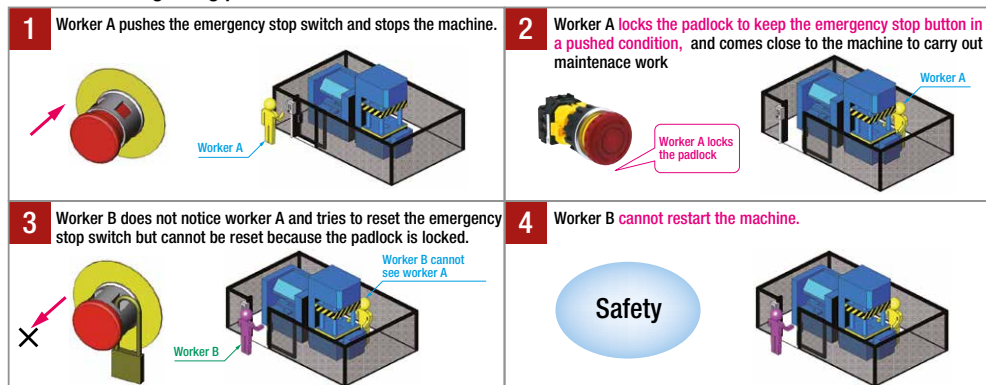 1
Worker A pushes the emergency stop switch and stops the machine.
Worker A
2
Worker A locks the padlock to keep the emergency stop button in
a pushed condition, and comes close to the machine to carry out
maintenace work
Worker A
Worker A locks
the padlock
3
Worker B does not notice worker A and tries to reset the emergency
stop switch but cannot be reset because the padlock is locked.
Worker B cannot
see worker A
Worker B
4
Worker B cannot restart the machine.
Safety